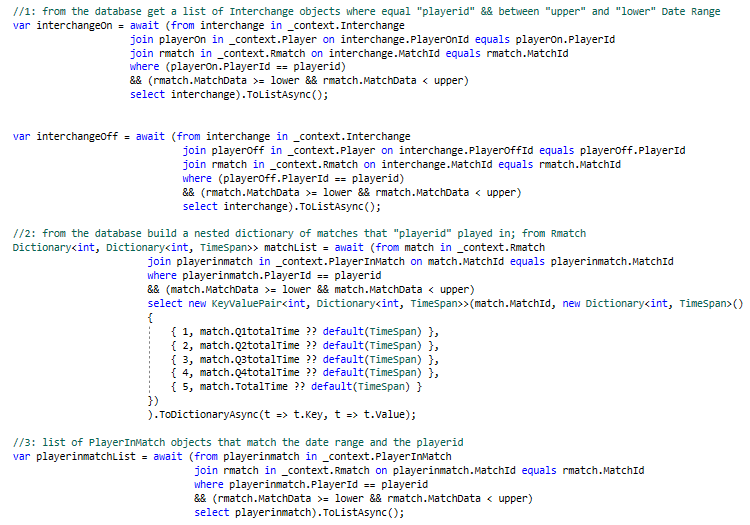 //1: from the database get a list of Interchange objects where equal "playerid" && between "upper" and "lower" Date Range
var interchangeOn = await (from interchange in _context.Interchange
join playerOn in _context.Player on interchange.PlayerOnId equals playerOn.PlayerId
join rmatch in _context.Rmatch on interchange.MatchId equals rmatch.MatchId
where (playerOn.PlayerId == playerid)
&& (rmatch.MatchData >= lower && rmatch.MatchData < upper)
select interchange).ToListAsync();
var interchangeOff = await (from interchange in _context.Interchange
join playerOff in _context.Player on interchange.PlayerOffId equals playerOff.PlayerId
join rmatch in _context.Rmatch on interchange.MatchId equals rmatch.MatchId
where (playerOff.PlayerId == playerid)
&& (rmatch.MatchData >= lower && rmatch.MatchData < upper)
select interchange).ToListAsync();
//2: from the database build a nested dictionary of matches that "playerid" played in; from Rmatch
Dictionary<int, Dictionary<int, TimeSpan>> matchList = await (from match in _context.Rmatch
join playerinmatch in _context.PlayerInMatch on match.MatchId equals playerinmatch.MatchId
where playerinmatch.PlayerId == playerid
&& (match.MatchData >= lower && match.MatchData < upper)
select new KeyValuePair<int, Dictionary<int, TimeSpan>>(match.MatchId, new Dictionary<int, TimeSpan>()
{
{ 1, match.Q1totalTime ?? default(TimeSpan) },
{ 2, match.Q2totalTime ?? default(TimeSpan) },
{ 3, match.Q3totalTime ?? default(TimeSpan) },
{ 4, match.Q4totalTime ?? default(TimeSpan) },
{ 5, match.TotalTime ?? default(TimeSpan) }
})
).ToDictionaryAsync(t => t.Key, t => t.Value);
//3: list of PlayerInMatch objects that match the date range and the playerid
var playerinmatchList = await (from playerinmatch in _context.PlayerInMatch
join rmatch in _context.Rmatch on playerinmatch.MatchId equals rmatch.MatchId
where playerinmatch.PlayerId == playerid
&& (rmatch.MatchData >= lower && rmatch.MatchData < upper)
select playerinmatch).ToListAsync();